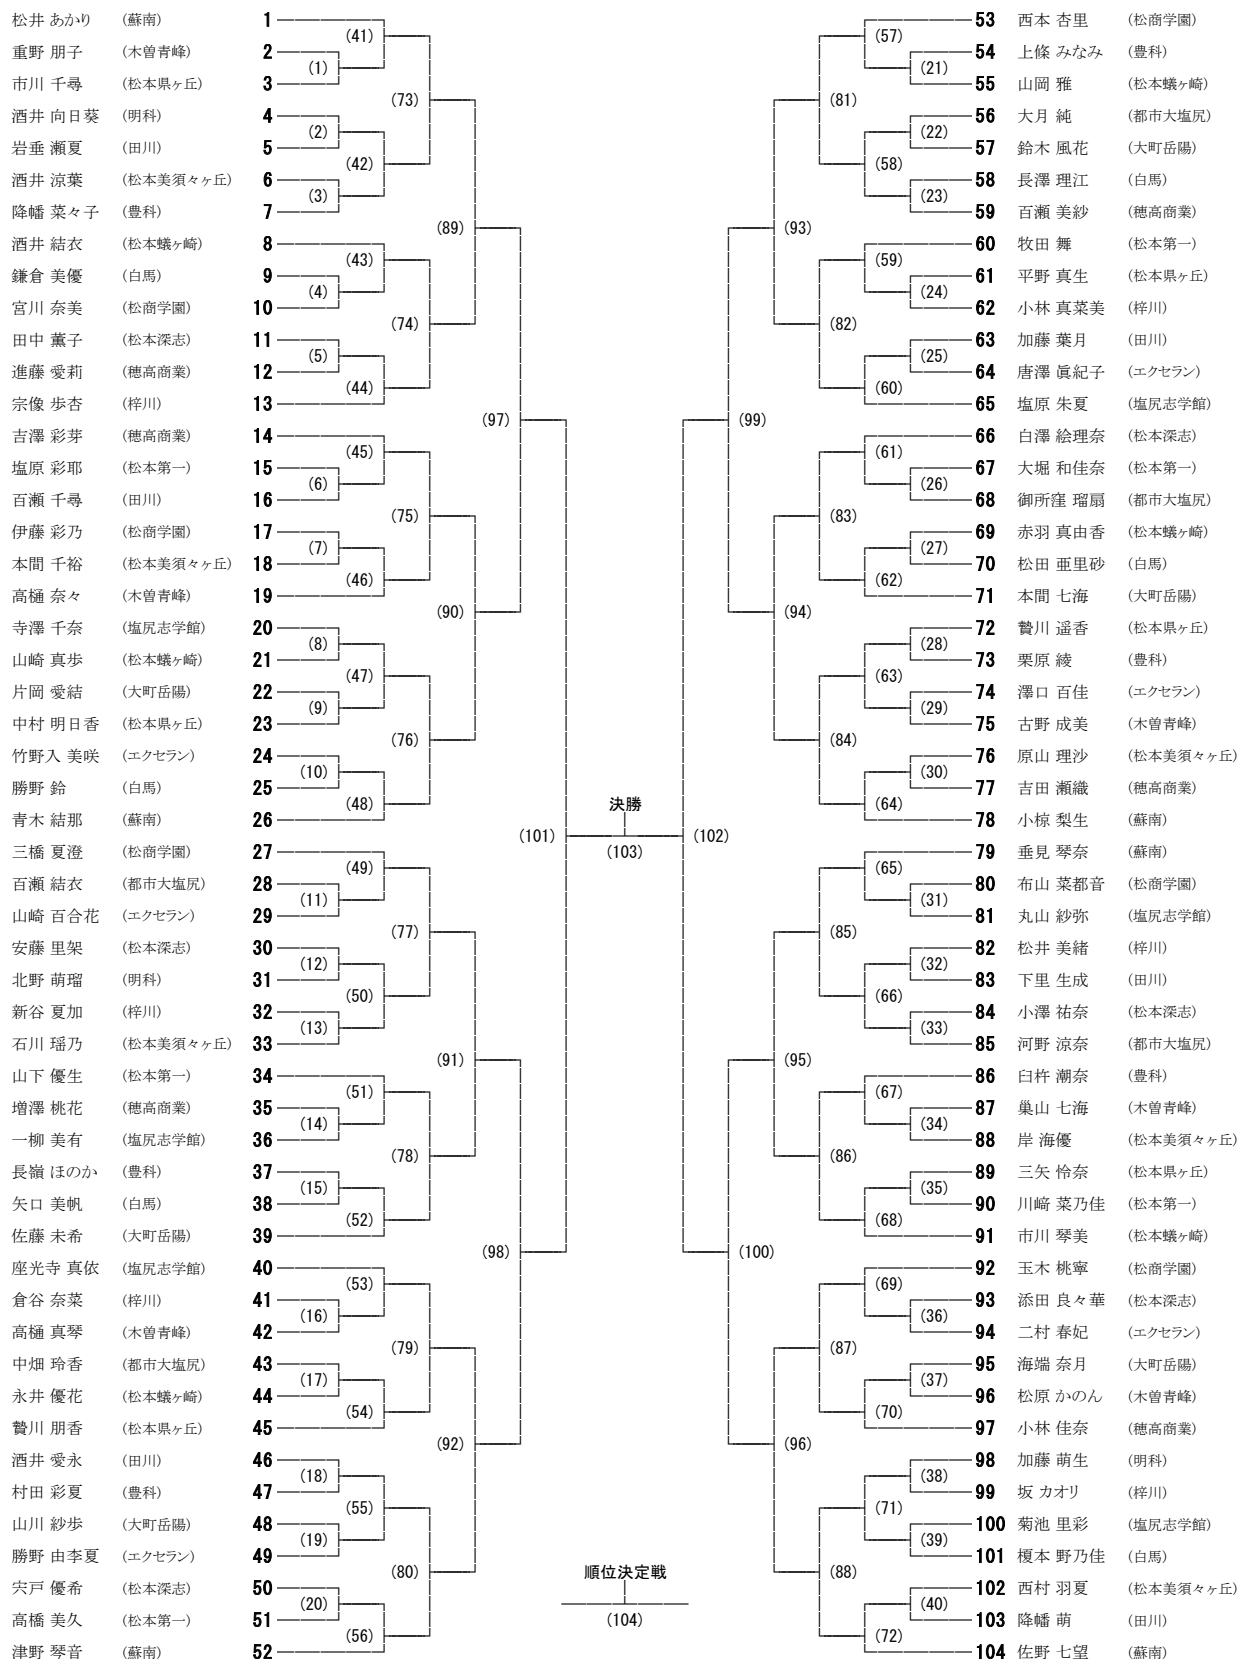 松井 あかり (蘇南) 1
重野 朋子 (木曽青峰) 2
市川 千尋 (松本県ヶ丘) 3
酒井 向日葵 (明科) 4
岩垂 瀬夏 (田川) 5
酒井 涼葉 (松本美須々ヶ丘) 6
降幡 菜々子 (豊科) 7
酒井 結衣 (松本蟻ヶ崎) 8
鎌倉 美優 (白馬) 9
宮川 奈美 (松商学園) 10
田中 薫子 (松本深志) 11
進藤 愛莉 (穂高商業) 12
宗像 歩杏 (梓川) 13
吉澤 彩芽 (穂高商業) 14
塩原 彩耶 (松本第一) 15
百瀬 千尋 (田川) 16
伊藤 彩乃 (松商学園) 17
本間 千裕 (松本美須々ヶ丘) 18
高樋 奈々 (木曽青峰) 19
寺澤 千奈 (塩尻志学館) 20
山崎 真歩 (松本蟻ヶ崎) 21
片岡 愛結 (大町岳陽) 22
中村 明日香 (松本県ヶ丘) 23
竹野入 美咲 (エクセラン) 24
勝野 鈴 (白馬) 25
青木 結那 (蘇南) 26
三橋 夏澄 (松商学園) 27
百瀬 結衣 (都市大塩尻) 28
山崎 百合花 (エクセラン) 29
安藤 里架 (松本深志) 30
北野 萌瑠 (明科) 31
新谷 夏加 (梓川) 32
石川 瑶乃 (松本美須々ヶ丘) 33
山下 優生 (松本第一) 34
増澤 桃花 (穂高商業) 35
一柳 美有 (塩尻志学館) 36
長嶺 ほのか (豊科) 37
矢口 美帆 (白馬) 38
佐藤 未希 (大町岳陽) 39
座光寺 真依 (塩尻志学館) 40
倉谷 奈菜 (梓川) 41
高樋 真琴 (木曽青峰) 42
中畑 玲香 (都市大塩尻) 43
永井 優花 (松本蟻ヶ崎) 44
贄川 朋香 (松本県ヶ丘) 45
酒井 愛永 (田川) 46
村田 彩夏 (豊科) 47
山川 紗歩 (大町岳陽) 48
勝野 由李夏 (エクセラン) 49
宍戸 優希 (松本深志) 50
高橋 美久 (松本第一) 51
津野 琴音 (蘇南) 52
(41)
(1)
(73)
(2)
(42)
(3)
(89)
(43)
(4)
(74)
(5)
(44)
(97)
(45)
(6)
(75)
(7)
(46)
(90)
(8)
(47)
(9)
(76)
(10)
(48)
(101)
(49)
(11)
(77)
(12)
(50)
(13)
(91)
(51)
(14)
(78)
(15)
(52)
(98)
(53)
(16)
(79)
(17)
(54)
(92)
(18)
(55)
(19)
(80)
(20)
(56)
決勝
(103)
順位決定戦
(104)
(57)
(21)
(81)
(22)
(58)
(23)
(93)
(59)
(24)
(82)
(25)
(60)
(99)
(61)
(26)
(83)
(27)
(62)
(94)
(28)
(63)
(29)
(84)
(30)
(64)
(102)
(65)
(31)
(85)
(32)
(66)
(33)
(95)
(67)
(34)
(86)
(35)
(68)
(100)
(69)
(36)
(87)
(37)
(70)
(96)
(38)
(71)
(39)
(88)
(40)
(72)
53 西本 杏里 (松商学園)
54 上條 みなみ (豊科)
55 山岡 雅 (松本蟻ヶ崎)
56 大月 純 (都市大塩尻)
57 鈴木 風花 (大町岳陽)
58 長澤 理江 (白馬)
59 百瀬 美紗 (穂高商業)
60 牧田 舞 (松本第一)
61 平野 真生 (松本県ヶ丘)
62 小林 真菜美 (梓川)
63 加藤 葉月 (田川)
64 唐澤 眞紀子 (エクセラン)
65 塩原 朱夏 (塩尻志学館)
66 白澤 絵理奈 (松本深志)
67 大堀 和佳奈 (松本第一)
68 御所窪 瑠扇 (都市大塩尻)
69 赤羽 真由香 (松本蟻ヶ崎)
70 松田 亜里砂 (白馬)
71 本間 七海 (大町岳陽)
72 贄川 遥香 (松本県ヶ丘)
73 栗原 綾 (豊科)
74 澤口 百佳 (エクセラン)
75 古野 成美 (木曽青峰)
76 原山 理沙 (松本美須々ヶ丘)
77 吉田 瀬織 (穂高商業)
78 小椋 梨生 (蘇南)
79 垂見 琴奈 (蘇南)
80 布山 菜都音 (松商学園)
81 丸山 紗弥 (塩尻志学館)
82 松井 美緒 (梓川)
83 下里 生成 (田川)
84 小澤 祐奈 (松本深志)
85 河野 涼奈 (都市大塩尻)
86 臼杵 潮奈 (豊科)
87 巣山 七海 (木曽青峰)
88 岸 海優 (松本美須々ヶ丘)
89 三矢 怜奈 (松本県ヶ丘)
90 川﨑 菜乃佳 (松本第一)
91 市川 琴美 (松本蟻ヶ崎)
92 玉木 桃寧 (松商学園)
93 添田 良々華 (松本深志)
94 二村 春妃 (エクセラン)
95 海端 奈月 (大町岳陽)
96 松原 かのん (木曽青峰)
97 小林 佳奈 (穂高商業)
98 加藤 萌生 (明科)
99 坂 カオリ (梓川)
100 菊池 里彩 (塩尻志学館)
101 榎本 野乃佳 (白馬)
102 西村 羽夏 (松本美須々ヶ丘)
103 降幡 萌 (田川)
104 佐野 七望 (蘇南)